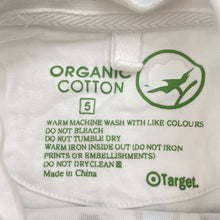 ORGANIC
COTTON
5
WARM MACHINE WASH WITH LIKE COLOURS
DO NOT BLEACH
DO NOT TUMBLE DRY
WARM IRON INSIDE OUT (DO NOT IRON
PRINTS OR EMBELLISHMENTS)
DO NOT DRYCLEAN
Made in China
Target.